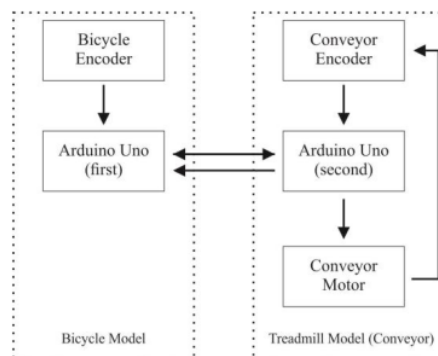 Bicycle
Encoder
Conveyor
Encoder
Arduino Uno
(first)
Arduino Uno
(second)
Conveyor
Motor
Bicycle Model
Treadmill Model (Conveyor)